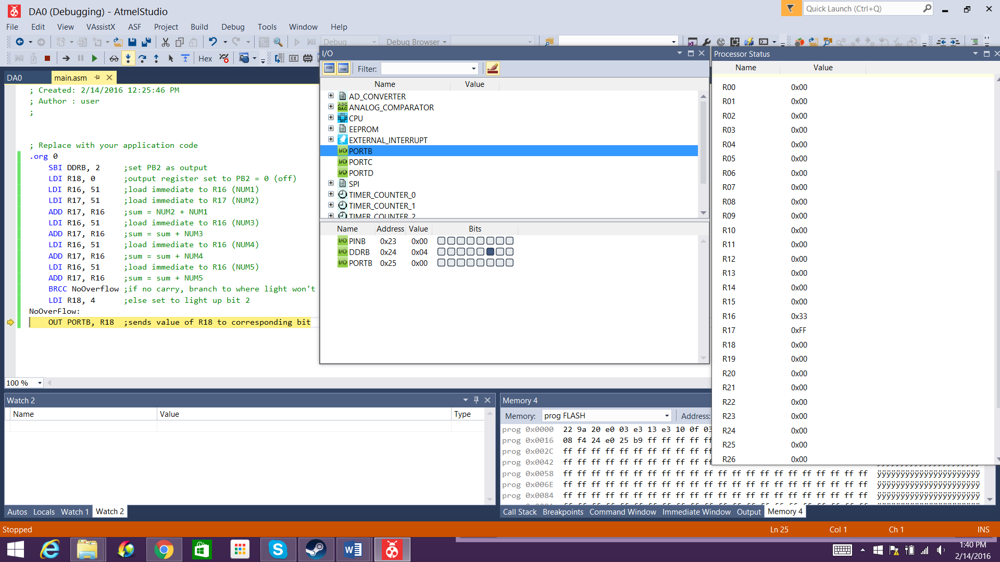 DA0 (Debugging) - AtmelStudio
Quick Launch (Ctrl+Q)
File Edit View VAssistX ASF Project Build Debug Tools Window Help
Debug Debug Browser
Hex
DA0 main.asm
; Created: 2/14/2016 12:25:46 PM
; Author : user
;
; Replace with your application code
.org 0
SBI DDRB, 2 ;set PB2 as output
LDI R18, 0 ;output register set to PB2 = 0 (off)
LDI R16, 51 ;load immediate to R16 (NUM1)
LDI R17, 51 ;load immediate to R17 (NUM2)
ADD R17, R16 ;sum = NUM2 + NUM1
LDI R16, 51 ;load immediate to R16 (NUM3)
ADD R17, R16 ;sum = sum + NUM3
LDI R16, 51 ;load immediate to R16 (NUM4)
ADD R17, R16 ;sum = sum + NUM4
LDI R16, 51 ;load immediate to R16 (NUM5)
ADD R17, R16 ;sum = sum + NUM5
BRCC NoOverflow ;if no carry, branch to where light won't
LDI R18, 4 ;else set to light up bit 2
NoOverFlow:
OUT PORTB, R18 ;sends value of R18 to corresponding bit
100 %
I/O
Filter:
Name Value
AD_CONVERTER
ANALOG_COMPARATOR
CPU
EEPROM
EXTERNAL_INTERRUPT
PORTB
PORTC
PORTD
SPI
TIMER_COUNTER_0
TIMER_COUNTER_1
TIMER_COUNTER_2
Name Address Value Bits
PINB 0x23 0x00
DDRB 0x24 0x04
PORTB 0x25 0x00
Processor Status
Name Value
R00 0x00
R01 0x00
R02 0x00
R03 0x00
R04 0x00
R05 0x00
R06 0x00
R07 0x00
R08 0x00
R09 0x00
R10 0x00
R11 0x00
R12 0x00
R13 0x00
R14 0x00
R15 0x00
R16 0x33
R17 0xFF
R18 0x00
R19 0x00
R20 0x00
R21 0x00
R22 0x00
R23 0x00
R24 0x00
R25 0x00
R26 0x00
Watch 2
Name Value Type
Autos Locals Watch 1 Watch 2
Memory 4
Memory: prog FLASH Address:
prog 0x0000 22 9a 20 e0 03 e3 13 e3 10 0f 03
prog 0x0016 08 f4 24 e0 25 b9 ff ff ff ff ff
prog 0x002C ff ff ff ff ff ff ff ff ff ff ff
prog 0x0042 ff ff ff ff ff ff ff ff ff ff ff
prog 0x0058 ff ff ff ff ff ff ff ff ff ff ff ff ff ff ff ff ff ff ff ff ff ff ÿÿÿÿÿÿÿÿÿÿÿÿÿÿÿÿÿÿÿÿÿÿ
prog 0x006E ff ff ff ff ff ff ff ff ff ff ff ff ff ff ff ff ff ff ff ff ff ff ÿÿÿÿÿÿÿÿÿÿÿÿÿÿÿÿÿÿÿÿÿÿ
prog 0x0084 ff ff ff ff ff ff ff ff ff ff ff ff ff ff ff ff ff ff ff ff ff ff ÿÿÿÿÿÿÿÿÿÿÿÿÿÿÿÿÿÿÿÿÿÿ
Call Stack Breakpoints Command Window Immediate Window Output Memory 4
Stopped Ln 25 Col 1 Ch 1 INS
1:40 PM
2/14/2016